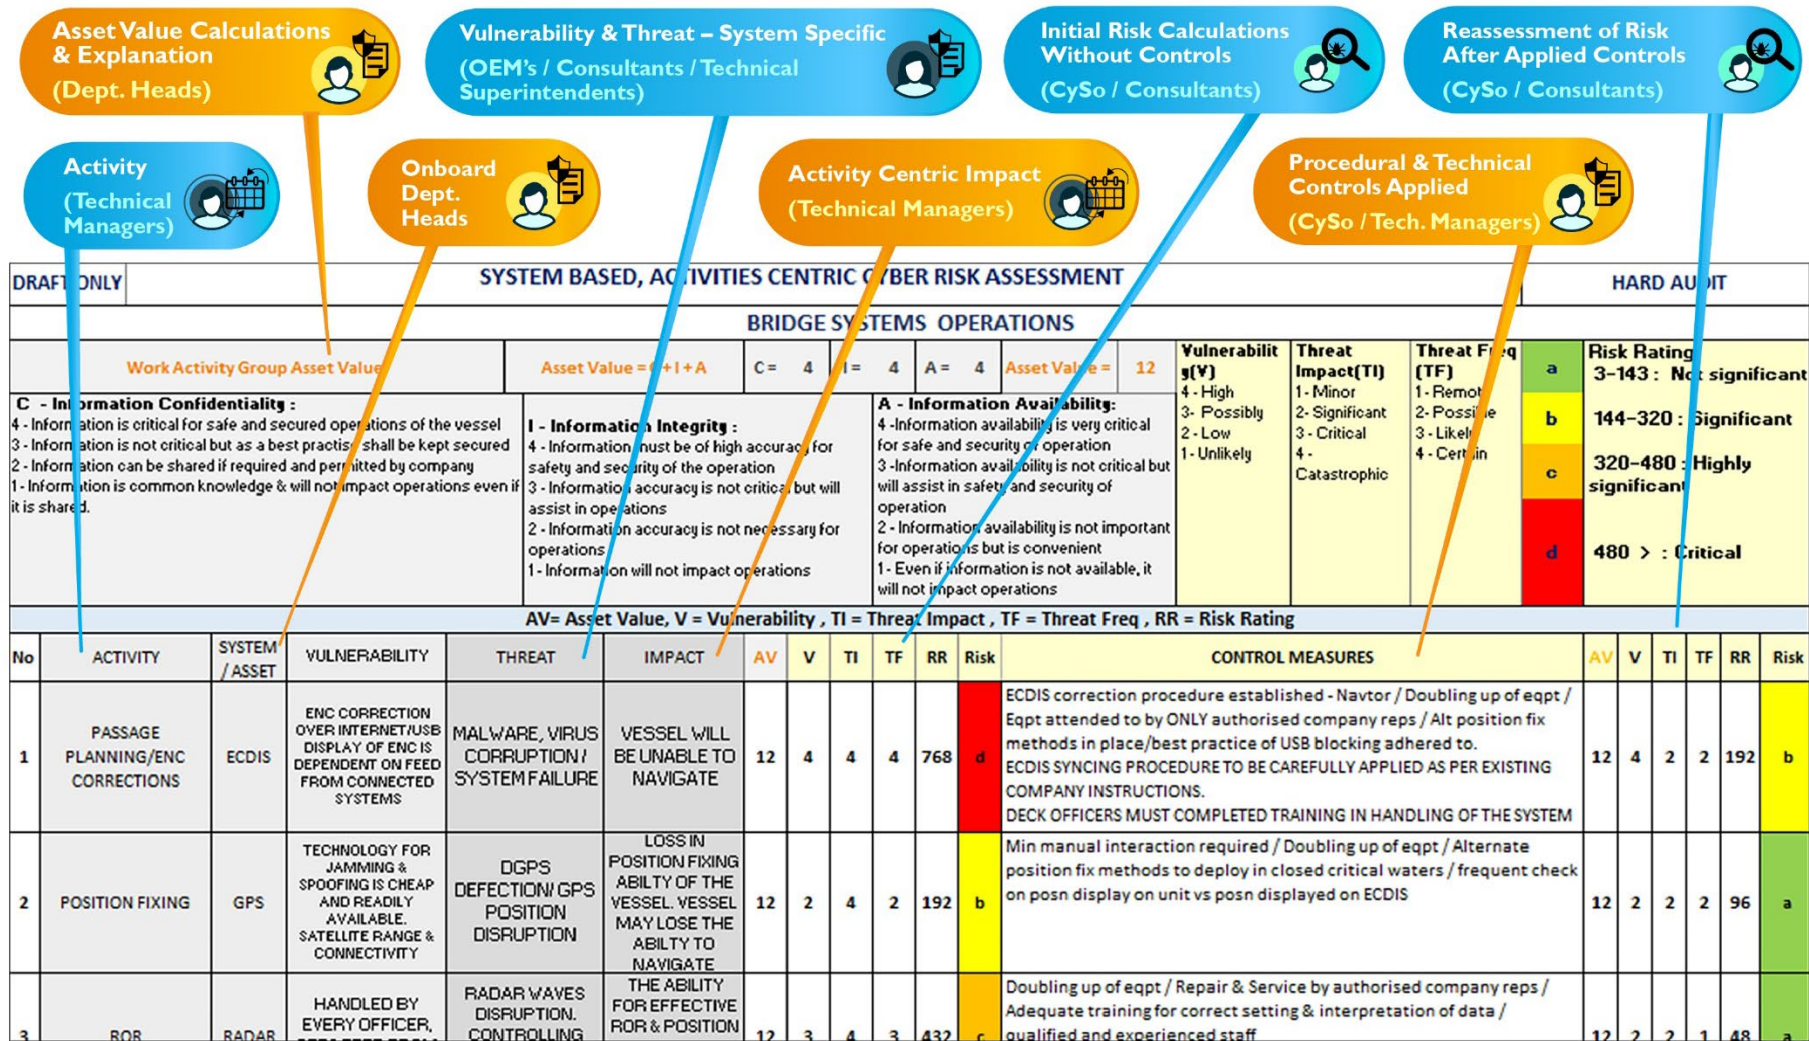 Asset Value Calculations
& Explanation
(Dept. Heads)
Vulnerability & Threat – System Specific
(OEM's / Consultants / Technical
Superintendents)
Initial Risk Calculations
Without Controls
(CySo / Consultants)
Reassessment of Risk
After Applied Controls
(CySo / Consultants)
Activity
(Technical
Managers)
Onboard
Dept.
Heads
Activity Centric Impact
(Technical Managers)
Procedural & Technical
Controls Applied
(CySo / Tech. Managers)
DRAFT ONLY
SYSTEM BASED, ACTIVITIES CENTRIC CYBER RISK ASSESSMENT
HARD AUDIT
BRIDGE SYSTEMS OPERATIONS
Work Activity Group Asset Value
Asset Value = C + I + A
C = 4
I = 4
A = 4
Asset Value = 12
C - Information Confidentiality :
4 - Information is critical for safe and secured operations of the vessel
3 - Information is not critical but as a best practise shall be kept secured
2 - Information can be shared if required and permitted by company
1 - Information is common knowledge & will not impact operations even if
it is shared.
I - Information Integrity :
4 - Information must be of high accuracy for
safety and security of the operation
3 - Information accuracy is not critical but will
assist in operations
2 - Information accuracy is not necessary for
operations
1 - Information will not impact operations
A - Information Availability:
4 -Information availability is very critical
for safe and security of operation
3 -Information availability is not critical but
will assist in safety and security of
operation
2 - Information availability is not important
for operations but is convenient
1 - Even if information is not available, it
will not impact operations
Vulnerabilit
y(V)
4 - High
3- Possibly
2 - Low
1 - Unlikely
Threat
Impact(TI)
1- Minor
2- Significant
3 - Critical
4 -
Catastrophic
Threat Freq
(TF)
1 - Remot
2- Possible
3 - Likely
4 - Certain
a
b
c
d
Risk Rating
3-143 : Not significant
144-320 : Significant
320-480 : Highly
significant
480 > : Critical
AV= Asset Value, V = Vulnerability , TI = Threat Impact , TF = Threat Freq , RR = Risk Rating
No
ACTIVITY
SYSTEM
/ ASSET
VULNERABILITY
THREAT
IMPACT
AV
V
TI
TF
RR
Risk
CONTROL MEASURES
AV
V
TI
TF
RR
Risk
1
PASSAGE
PLANNING/ENC
CORRECTIONS
ECDIS
ENC CORRECTION
OVER INTERNET/USB
DISPLAY OF ENC IS
DEPENDENT ON FEED
FROM CONNECTED
SYSTEMS
MALWARE, VIRUS
CORRUPTION /
SYSTEM FAILURE
VESSEL WILL
BE UNABLE TO
NAVIGATE
12
4
4
4
768
d
ECDIS correction procedure established - Navtor / Doubling up of eqpt /
Eqpt attended to by ONLY authorised company reps / Alt position fix
methods in place/best practice of USB blocking adhered to.
ECDIS SYNCING PROCEDURE TO BE CAREFULLY APPLIED AS PER EXISTING
COMPANY INSTRUCTIONS.
DECK OFFICERS MUST COMPLETED TRAINING IN HANDLING OF THE SYSTEM
12
4
2
2
192
b
2
POSITION FIXING
GPS
TECHNOLOGY FOR
JAMMING &
SPOOFING IS CHEAP
AND READILY
AVAILABLE.
SATELLITE RANGE &
CONNECTIVITY
DGPS
DEFECTION/ GPS
POSITION
DISRUPTION
LOSS IN
POSITION FIXING
ABILTY OF THE
VESSEL. VESSEL
MAY LOSE THE
ABILTY TO
NAVIGATE
12
2
4
2
192
b
Min manual interaction required / Doubling up of eqpt / Alternate
position fix methods to deploy in closed critical waters / frequent check
on posn display on unit vs posn displayed on ECDIS
12
2
2
2
96
a
3
ROR
RADAR
HANDLED BY
EVERY OFFICER,
RADAR WAVES
DISRUPTION.
CONTROLLING
THE ABILITY
FOR EFFECTIVE
ROR & POSITION
12
3
4
3
432
c
Doubling up of eqpt / Repair & Service by authorised company reps /
Adequate training for correct setting & interpretation of data /
qualified and experienced staff
12
2
2
1
48
a